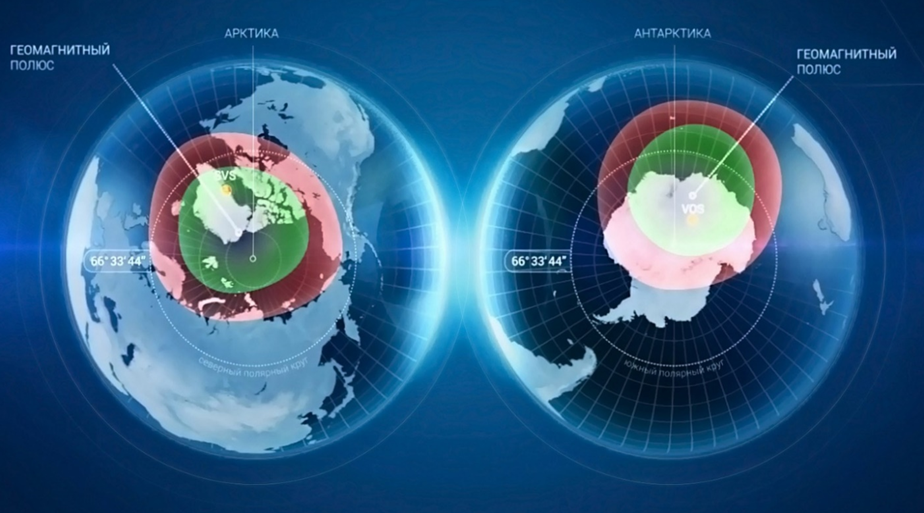 АРКТИКА
ГЕОМАГНИТНЫЙ
ПОЛЮС
SVS
66° 33′ 44″
северный полярный круг
АНТАРКТИКА
ГЕОМАГНИТНЫЙ
ПОЛЮС
VOS
66° 33′ 44″
южный полярный круг